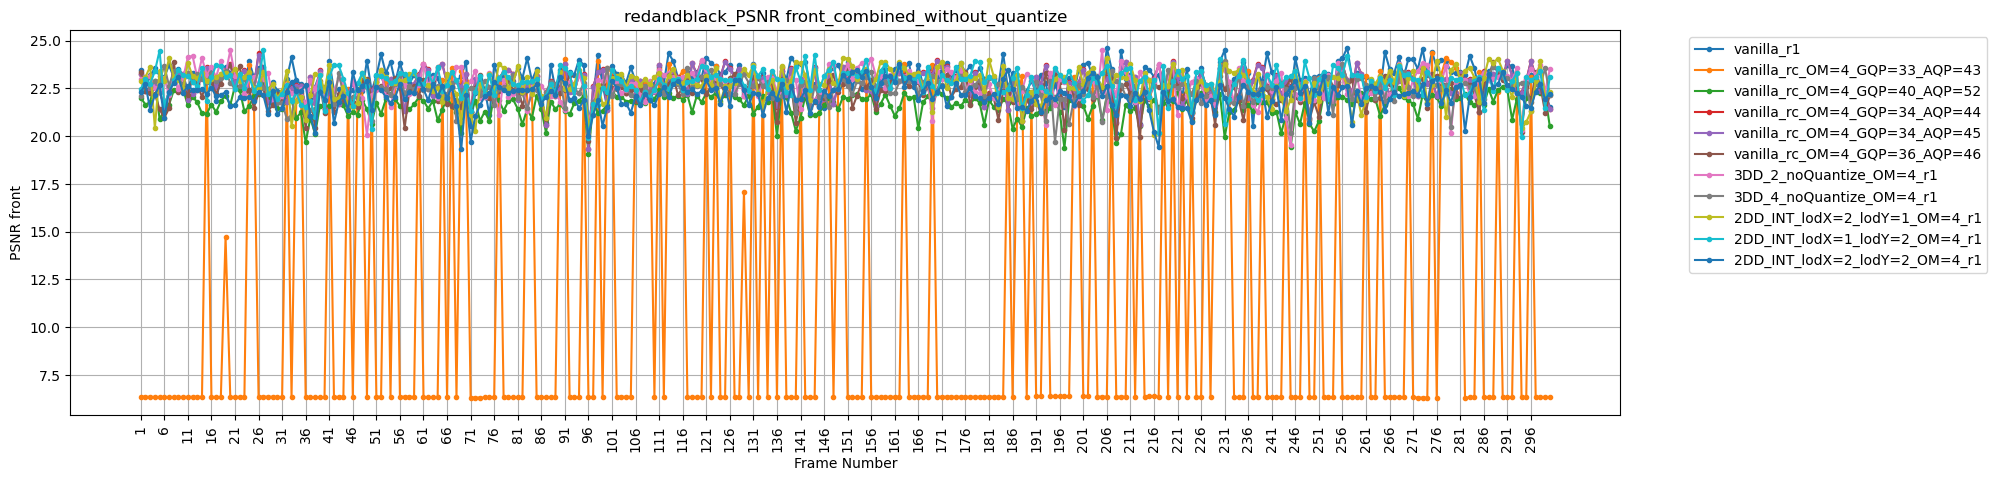 redandblack_PSNR front_combined_without_quantize
PSNR front
25.0
22.5
20.0
17.5
15.0
12.5
10.0
7.5
1 6 11 16 21 26 31 36 41 46 51 56 61 66 71 76 81 86 91 96 101 106 111 116 121 126 131 136 141 146 151 156 161 166 171 176 181 186 191 196 201 206 211 216 221 226 231 236 241 246 251 256 261 266 271 276 281 286 291 296
Frame Number
vanilla_r1
vanilla_rc_OM=4_GQP=33_AQP=43
vanilla_rc_OM=4_GQP=40_AQP=52
vanilla_rc_OM=4_GQP=34_AQP=44
vanilla_rc_OM=4_GQP=34_AQP=45
vanilla_rc_OM=4_GQP=36_AQP=46
3DD_2_noQuantize_OM=4_r1
3DD_4_noQuantize_OM=4_r1
2DD_INT_lodX=2_lodY=1_OM=4_r1
2DD_INT_lodX=1_lodY=2_OM=4_r1
2DD_INT_lodX=2_lodY=2_OM=4_r1